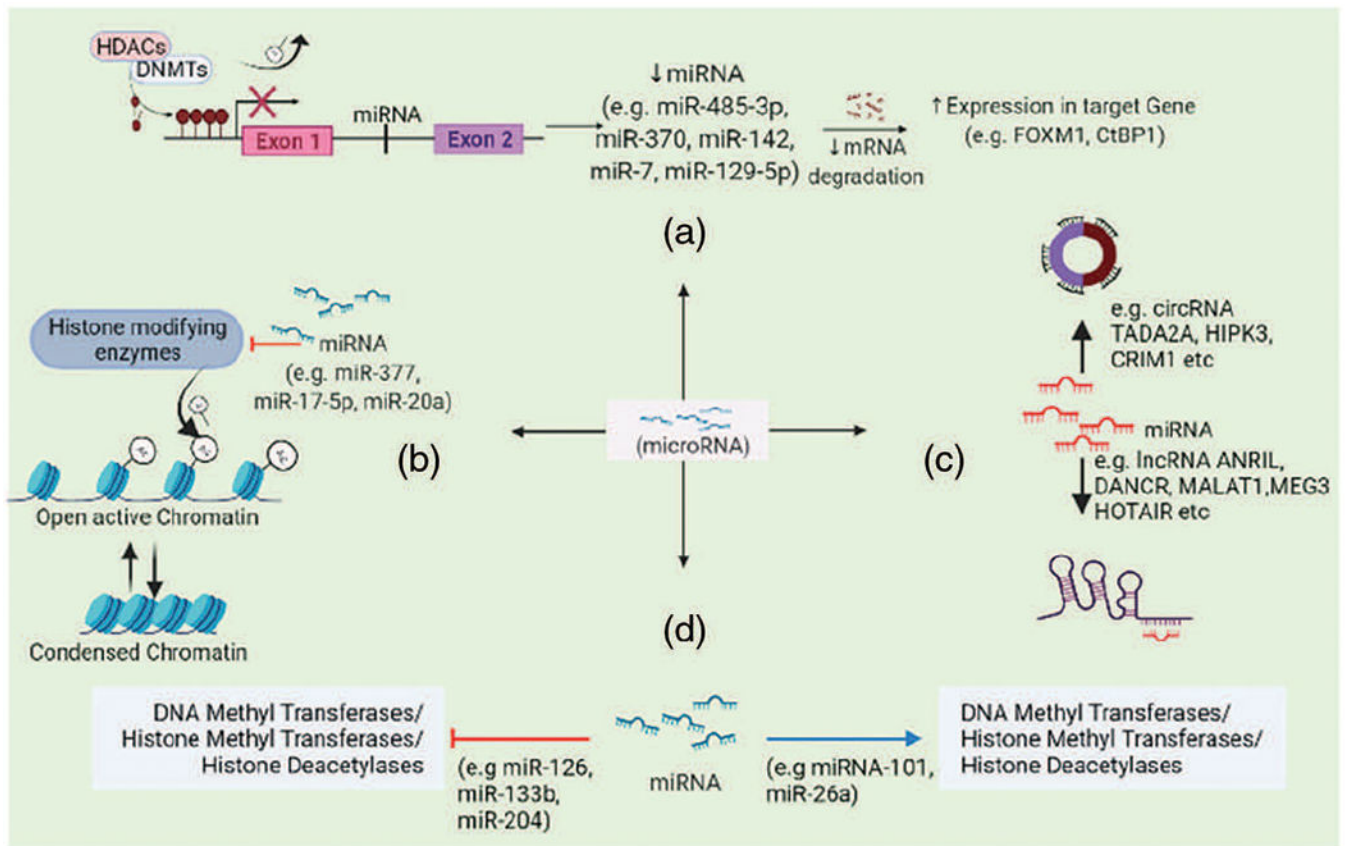 HDACs
DNMTs
miRNA
Exon 1
Exon 2
↓miRNA
(e.g. miR-485-3p,
miR-370, miR-142,
miR-7, miR-129-5p)
↓mRNA
degradation
↑Expression in target Gene
(e.g. FOXM1, CtBP1)
(a)
Histone modifying
enzymes
miRNA
(e.g. miR-377,
miR-17-5p, miR-20a)
(b)
Ac
Ac
Ac
Open active Chromatin
Condensed Chromatin
(microRNA)
(c)
e.g. circRNA
TADA2A, HIPK3,
CRIM1 etc
miRNA
e.g. lncRNA ANRIL,
DANCR, MALAT1,MEG3
HOTAIR etc
(d)
DNA Methyl Transferases/
Histone Methyl Transferases/
Histone Deacetylases
(e.g miR-126,
miR-133b,
miR-204)
miRNA
(e.g miRNA-101,
miR-26a)
DNA Methyl Transferases/
Histone Methyl Transferases/
Histone Deacetylases